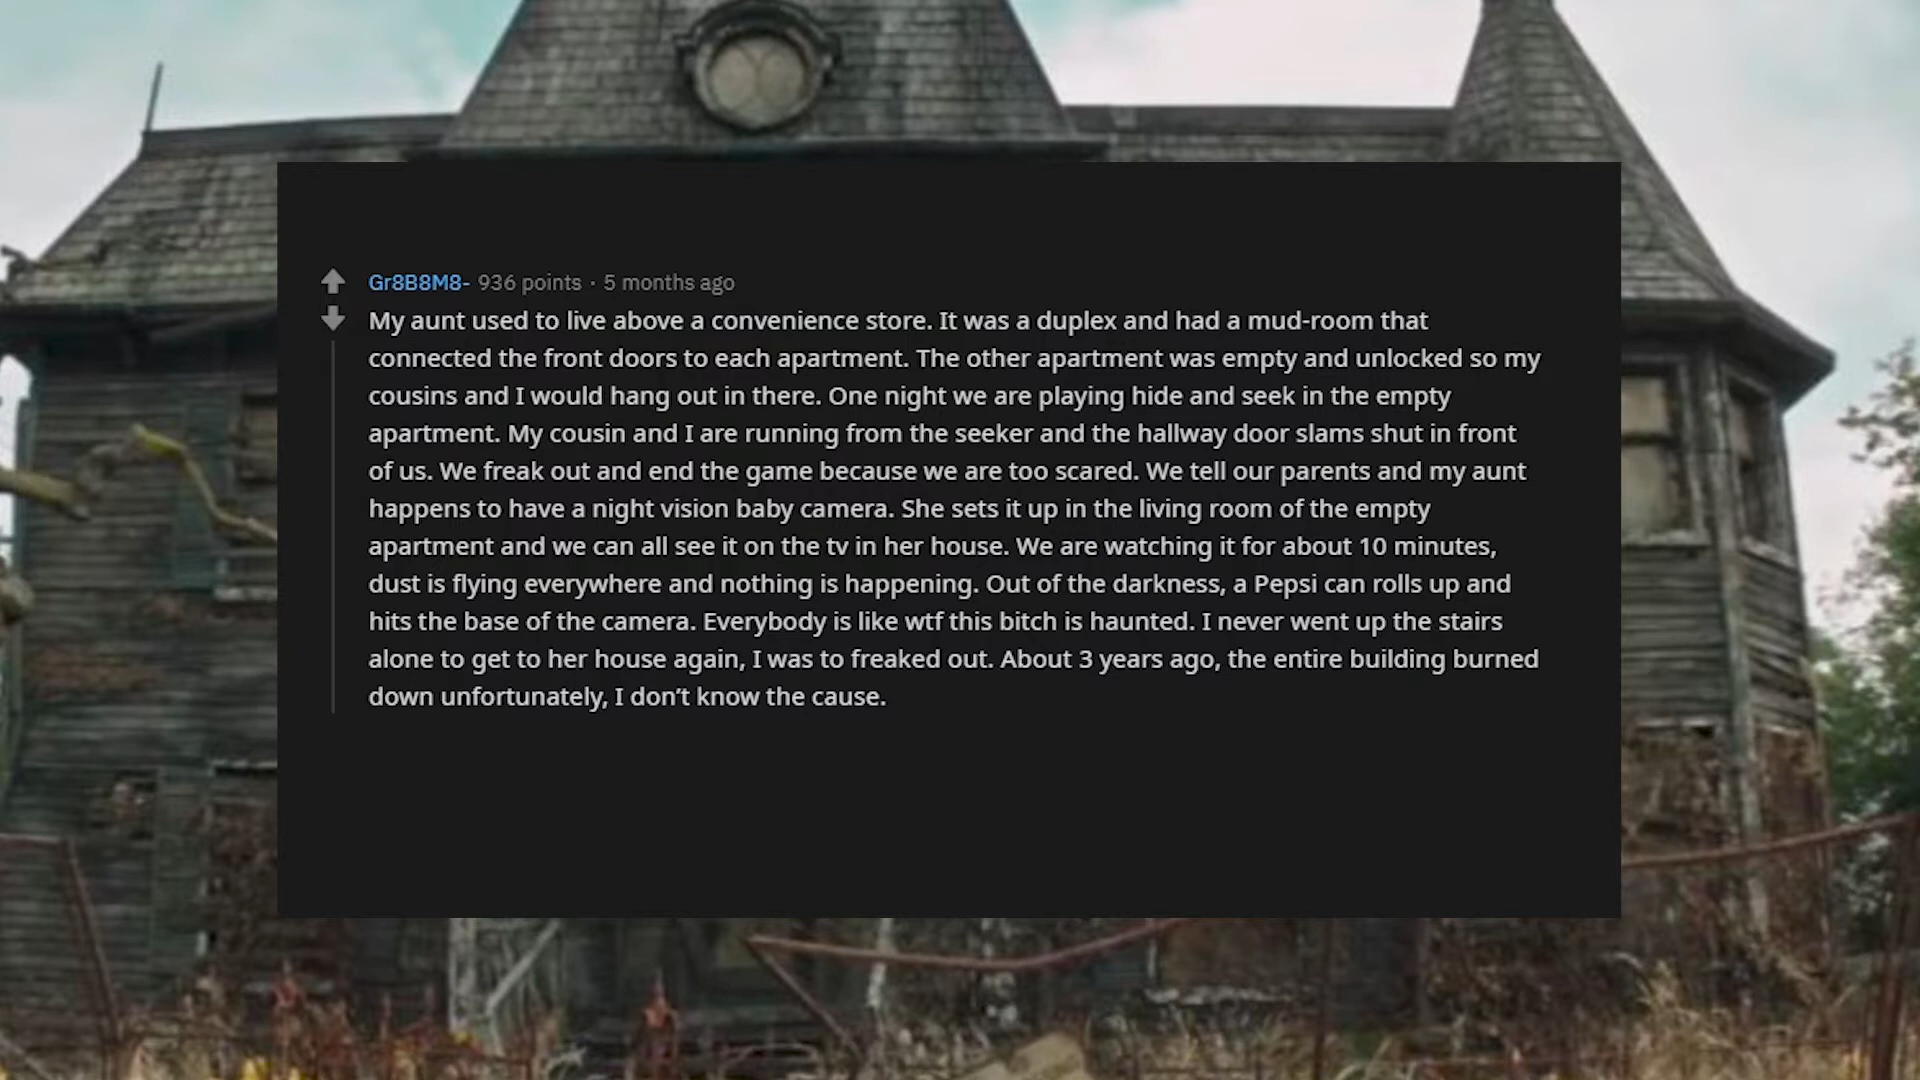 Gr8B8M8- 936 points · 5 months ago
My aunt used to live above a convenience store. It was a duplex and had a mud-room that
connected the front doors to each apartment. The other apartment was empty and unlocked so my
cousins and I would hang out in there. One night we are playing hide and seek in the empty
apartment. My cousin and I are running from the seeker and the hallway door slams shut in front
of us. We freak out and end the game because we are too scared. We tell our parents and my aunt
happens to have a night vision baby camera. She sets it up in the living room of the empty
apartment and we can all see it on the tv in her house. We are watching it for about 10 minutes,
dust is flying everywhere and nothing is happening. Out of the darkness, a Pepsi can rolls up and
hits the base of the camera. Everybody is like wtf this bitch is haunted. I never went up the stairs
alone to get to her house again, I was to freaked out. About 3 years ago, the entire building burned
down unfortunately, I don’t know the cause.